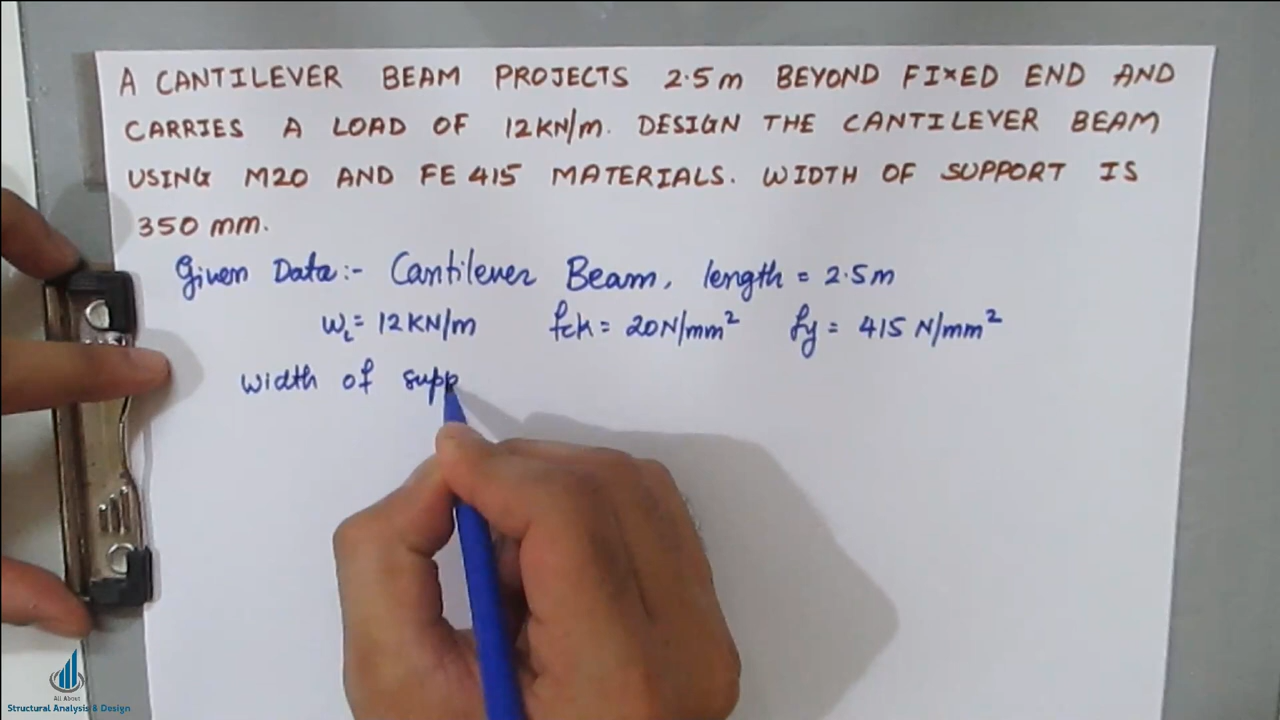 A CANTILEVER BEAM PROJECTS 2.5m BEYOND FIXED END AND
CARRIES A LOAD OF 12KN/m. DESIGN THE CANTILEVER BEAM
USING M20 AND FE 415 MATERIALS. WIDTH OF SUPPORT IS
350 mm.
Given Data:- Cantilever Beam, length = 2.5m
WL = 12KN/m fck = 20N/mm² fy = 415 N/mm²
width of supp
All About
Structural Analysis & Design